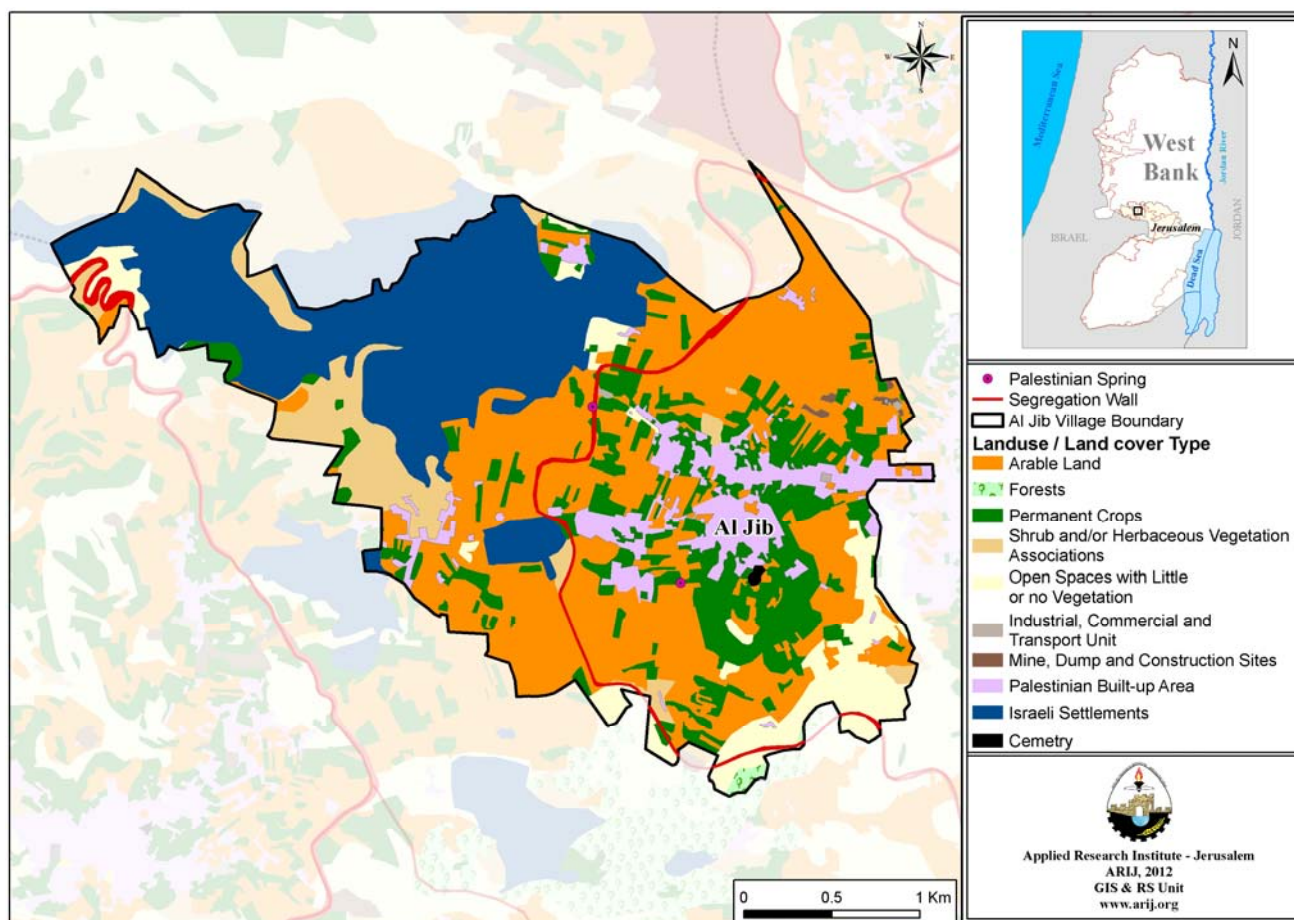 N
W
E
S
Al Jib
0 0.5 1 Km
N
Mediterranean Sea
West
Bank
Jordan River
JORDAN
ISRAEL
Jerusalem
Dead Sea
Palestinian Spring
Segregation Wall
Al Jib Village Boundary
Landuse / Land cover Type
Arable Land
Forests
Permanent Crops
Shrub and/or Herbaceous Vegetation
Associations
Open Spaces with Little
or no Vegetation
Industrial, Commercial and
Transport Unit
Mine, Dump and Construction Sites
Palestinian Built-up Area
Israeli Settlements
Cemetry
Applied Research Institute - Jerusalem
ARIJ, 2012
GIS & RS Unit
www.arij.org